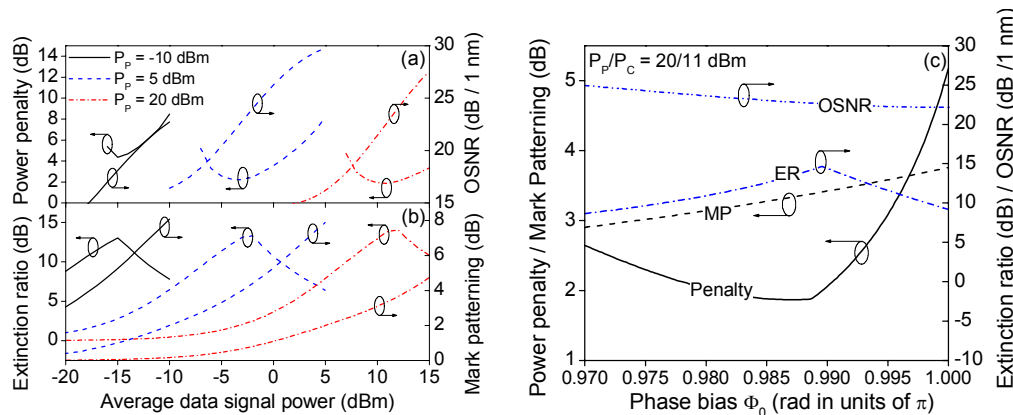 (a)
P_P = -10 dBm
P_P = 5 dBm
P_P = 20 dBm
Power penalty (dB)
14
12
10
8
6
4
2
0
OSNR (dB / 1 nm)
30
25
20
15
(b)
Extinction ratio (dB)
15
10
5
0
Mark patterning (dB)
8
6
4
2
0
-20 -15 -10 -5 0 5 10 15
Average data signal power (dBm)
(c)
P_P/P_C = 20/11 dBm
Power penalty / Mark Patterning (dB)
5
4
3
2
1
OSNR
ER
MP
Penalty
Extinction ratio (dB) / OSNR (dB /1 nm)
30
25
20
15
10
5
0
-5
-10
0.970 0.975 0.980 0.985 0.990 0.995 1.000
Phase bias Φ₀ (rad in units of π)